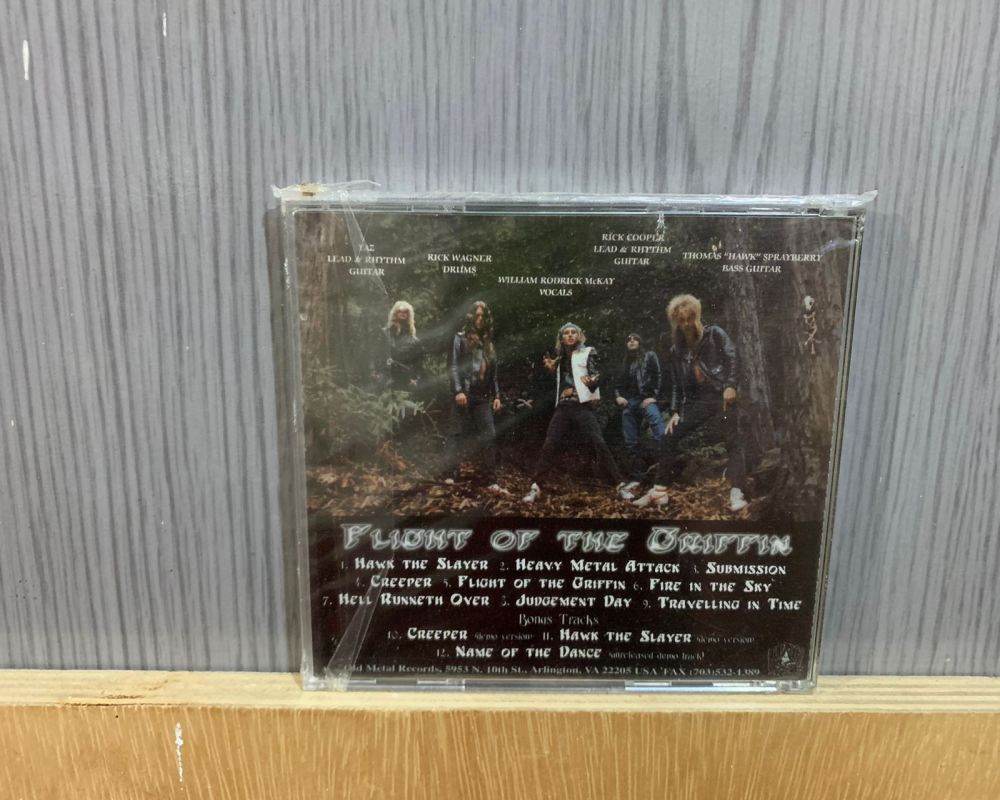 TAZ
LEAD & RHYTHM
GUITAR
RICK WAGNER
DRUMS
WILLIAM RODRICK McKAY
VOCALS
RICK COOPER
LEAD & RHYTHM
GUITAR
THOMAS "HAWK" SPRAYBERRY
BASS GUITAR
FLIGHT OF THE GRIFFIN
1. HAWK THE SLAYER 2. HEAVY METAL ATTACK 3. SUBMISSION
4. CREEPER 5. FLIGHT OF THE GRIFFIN 6. FIRE IN THE SKY
7. HELL RUNNETH OVER 8. JUDGEMENT DAY 9. TRAVELLING IN TIME
Bonus Tracks
10. CREEPER (demo version) 11. HAWK THE SLAYER (demo version)
12. NAME OF THE DANCE (unreleased demo track)
Old Metal Records, 5953 N. 10th St., Arlington, VA 22205 USA FAX (703)532-1389